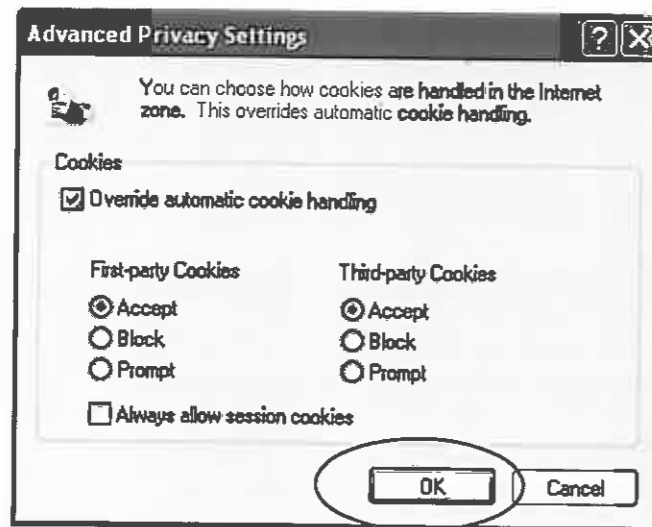 Advanced Privacy Settings
You can choose how cookies are handled in the Internet
zone. This overrides automatic cookie handling.
Cookies
Override automatic cookie handling
First-party Cookies
Third-party Cookies
Accept
Accept
Block
Block
Prompt
Prompt
Always allow session cookies
OK
Cancel